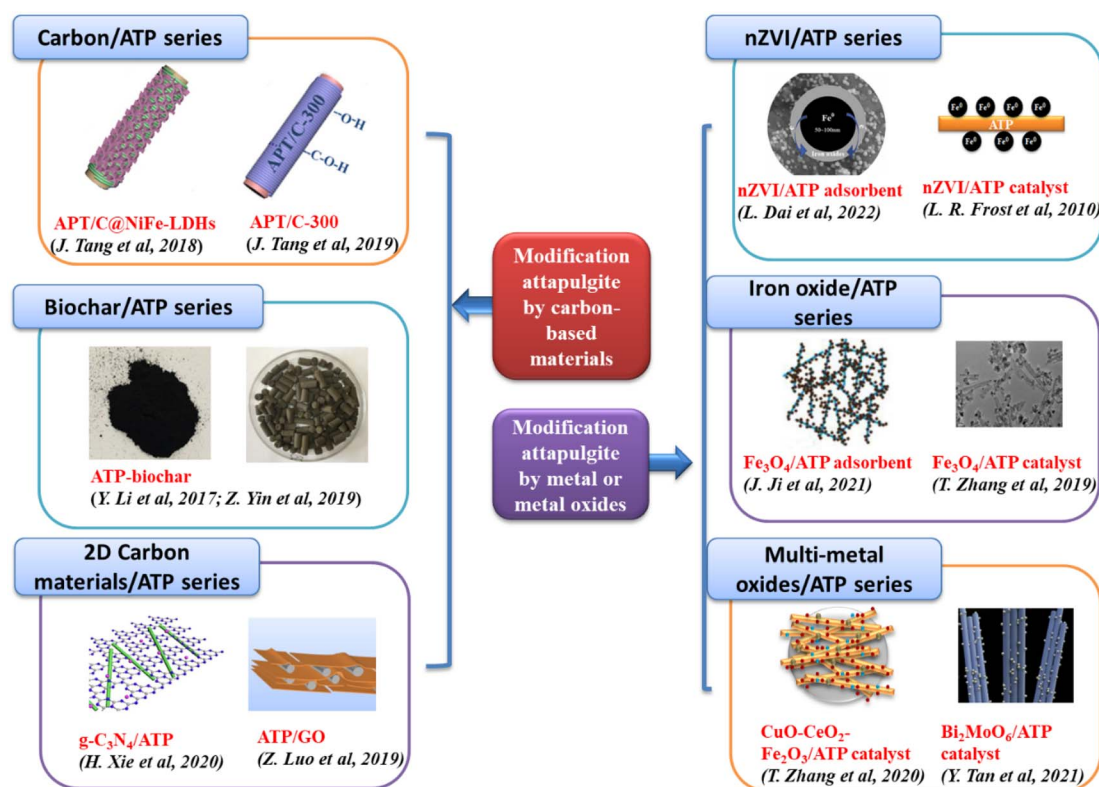 Carbon/ATP series
APT/C-300
-O-H
-C-O-H
APT/C@NiFe-LDHs
(J. Tang et al, 2018)
APT/C-300
(J. Tang et al, 2019)
Biochar/ATP series
ATP-biochar
(Y. Li et al, 2017; Z. Yin et al, 2019)
2D Carbon
materials/ATP series
g-C₃N₄/ATP
(H. Xie et al, 2020)
ATP/GO
(Z. Luo et al, 2019)
Modification
attapulgite
by carbon-
based
materials
Modification
attapulgite
by metal or
metal oxides
nZVI/ATP series
Fe⁰
50~100nm
Iron oxides
nZVI/ATP adsorbent
(L. Dai et al, 2022)
Fe⁰ Fe⁰ Fe⁰ Fe⁰
ATP
Fe⁰ Fe⁰ Fe⁰
nZVI/ATP catalyst
(L. R. Frost et al, 2010)
Iron oxide/ATP
series
Fe₃O₄/ATP adsorbent
(J. Ji et al, 2021)
Fe₃O₄/ATP catalyst
(T. Zhang et al, 2019)
Multi-metal
oxides/ATP series
CuO-CeO₂-
Fe₂O₃/ATP catalyst
(T. Zhang et al, 2020)
Bi₂MoO₆/ATP
catalyst
(Y. Tan et al, 2021)